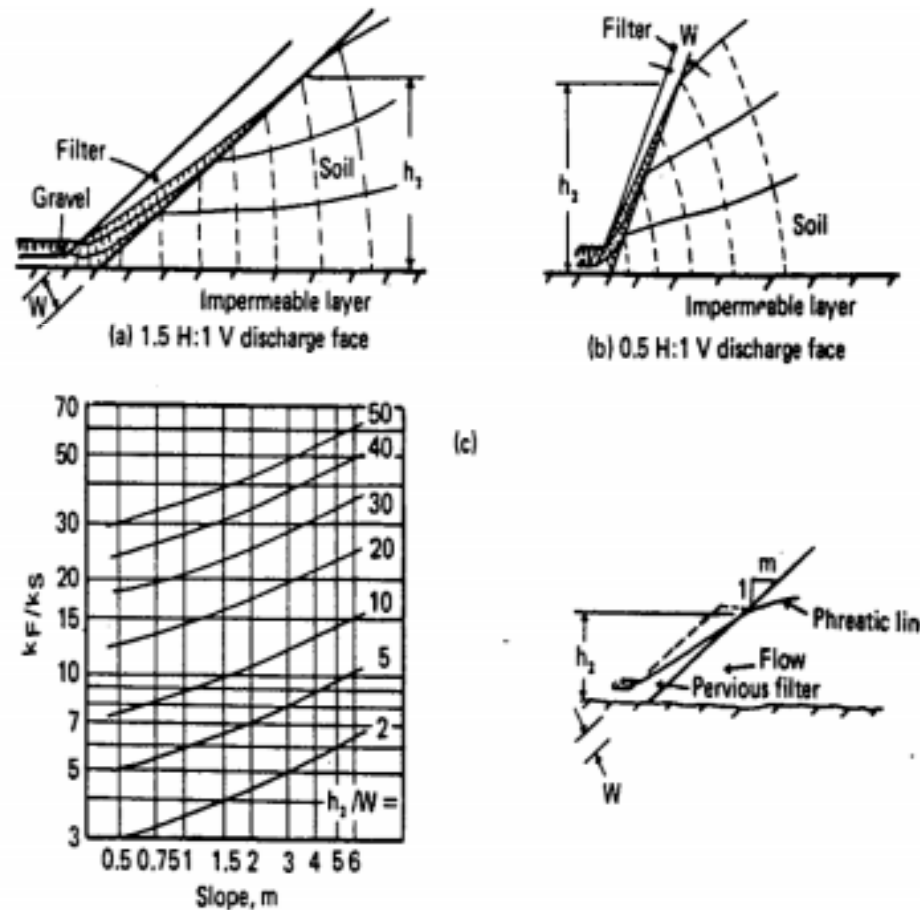 Filter
Gravel
Soil
h₂
W
Impermeable layer
(a) 1.5 H:1 V discharge face
Filter
W
h₂
Soil
Impermeable layer
(b) 0.5 H:1 V discharge face
(c)
70
50
30
20
15
10
7
5
3
kF/kS
50
40
30
20
10
5
2
h₂/W =
0.5 0.75 1 1.5 2 3 4 5 6
Slope, m
m
1
Phreatic lin
h₂
Flow
Pervious filter
W